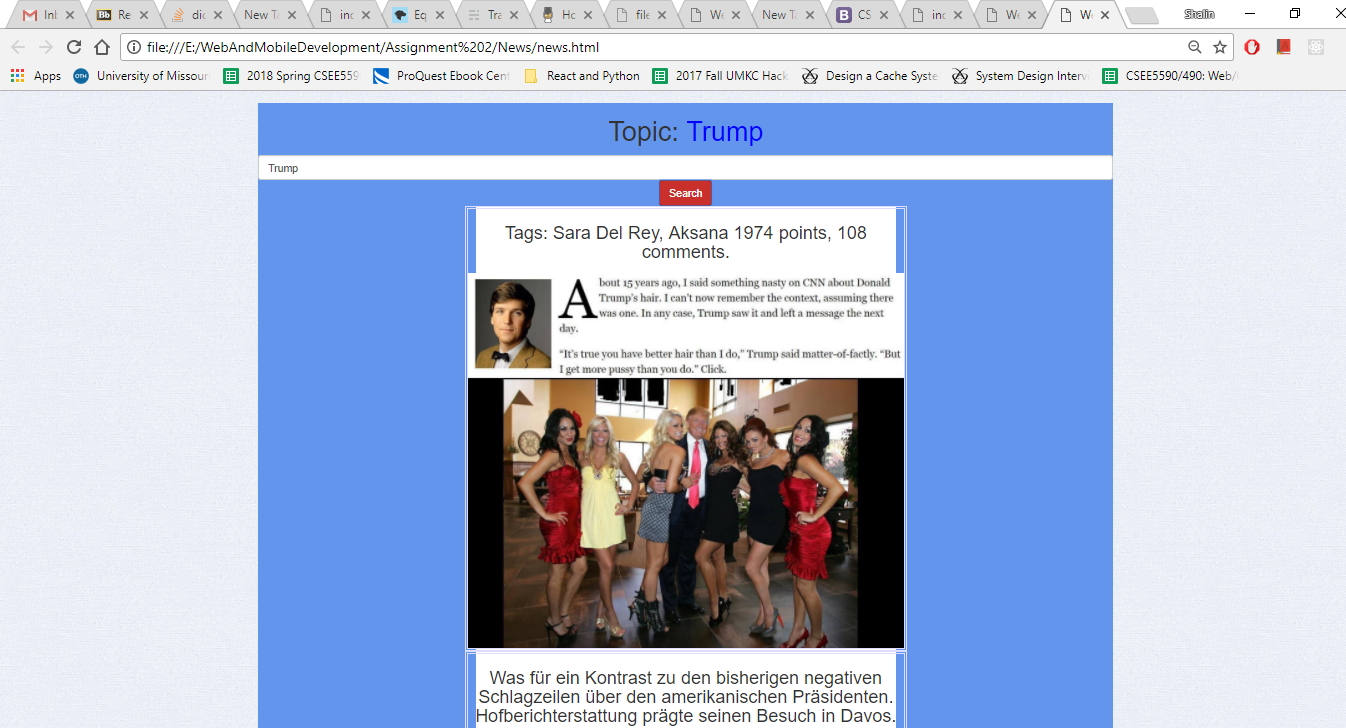 Inb Re dic New Ta inc Eq Tra Ho file We New Ta CS inc We We Shalin
file:///E:/WebAndMobileDevelopment/Assignment%202/News/news.html
Apps OTH University of Missour 2018 Spring CSEE559 ProQuest Ebook Cent React and Python 2017 Fall UMKC Hack Design a Cache Syste System Design Interv CSEE5590/490: Web/
Topic: Trump
Trump
Search
Tags: Sara Del Rey, Aksana 1974 points, 108
comments.
About 15 years ago, I said something nasty on CNN about Donald
Trump's hair. I can't now remember the context, assuming there
was one. In any case, Trump saw it and left a message the next
day.
“It's true you have better hair than I do,” Trump said matter-of-factly. “But
I get more pussy than you do.” Click.
Was für ein Kontrast zu den bisherigen negativen
Schlagzeilen über den amerikanischen Präsidenten.
Hofberichterstattung prägte seinen Besuch in Davos.